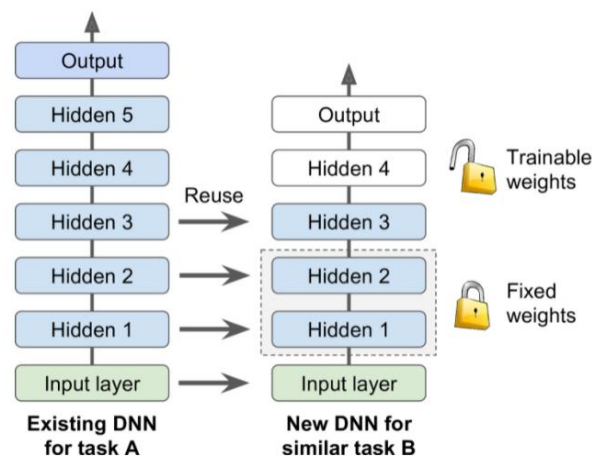 Output
Hidden 5
Hidden 4
Hidden 3
Hidden 2
Hidden 1
Input layer
Existing DNN
for task A
Reuse
Output
Hidden 4
Hidden 3
Hidden 2
Hidden 1
Input layer
New DNN for
similar task B
Trainable
weights
Fixed
weights